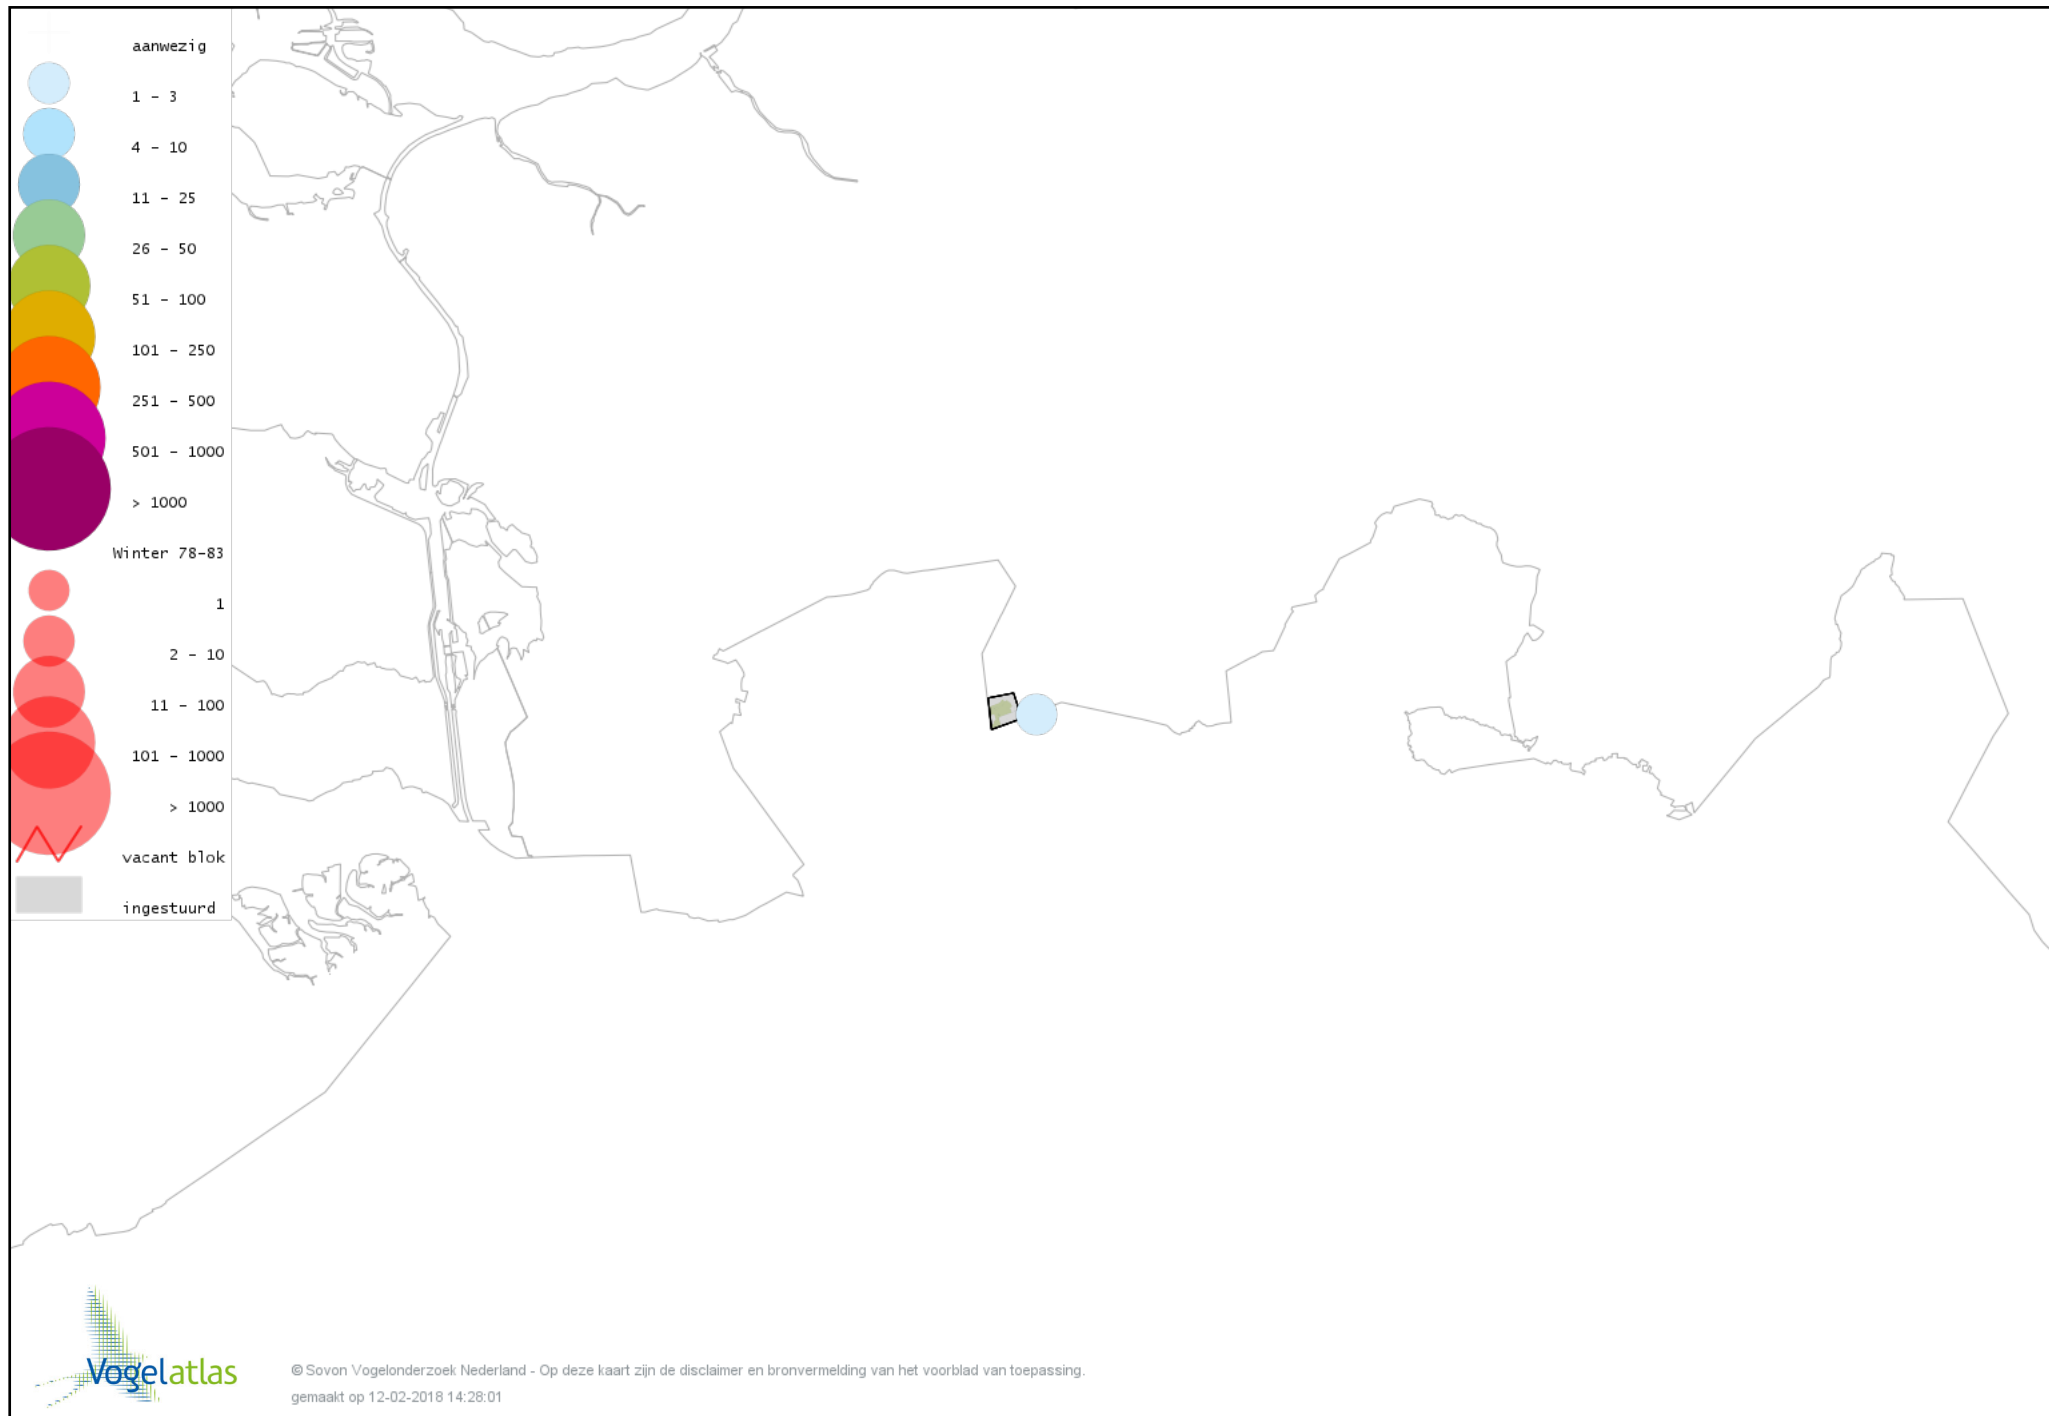 aanwezig
1 - 3
4 - 10
11 - 25
26 - 50
51 - 100
101 - 250
251 - 500
501 - 1000
> 1000
Winter 78-83
1
2 - 10
11 - 100
101 - 1000
> 1000
vacant blok
ingestuurd
Vogelatlas
© Sovon Vogelonderzoek Nederland - Op deze kaart zijn de disclaimer en bronvermelding van het voorblad van toepassing.
gemaakt op 12-02-2018 14:28:01